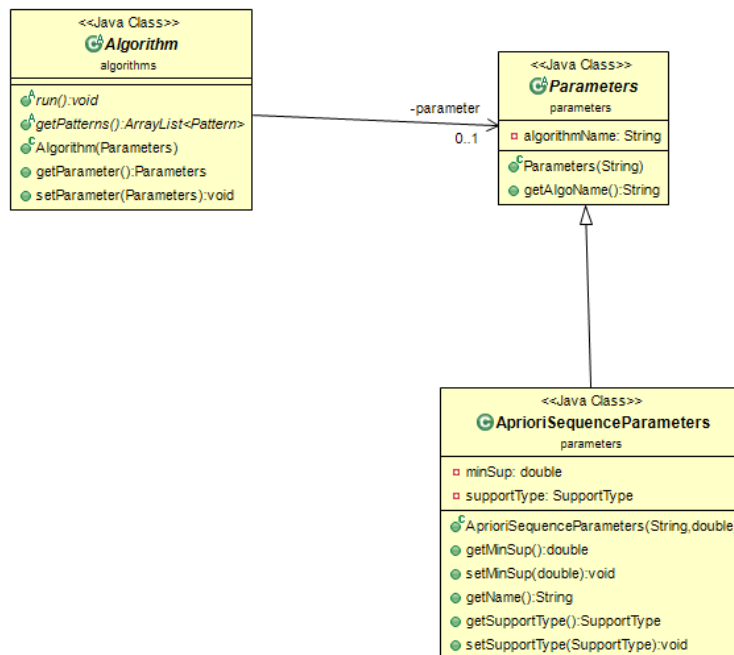 <<Java Class>>
Algorithm
algorithms
run():void
getPatterns():ArrayList<Pattern>
Algorithm(Parameters)
getParameter():Parameters
setParameter(Parameters):void
-parameter
0..1
<<Java Class>>
Parameters
parameters
algorithmName: String
Parameters(String)
getAlgoName():String
<<Java Class>>
AprioriSequenceParameters
parameters
minSup: double
supportType: SupportType
AprioriSequenceParameters(String,double
getMinSup():double
setMinSup(double):void
getName():String
getSupportType():SupportType
setSupportType(SupportType):void